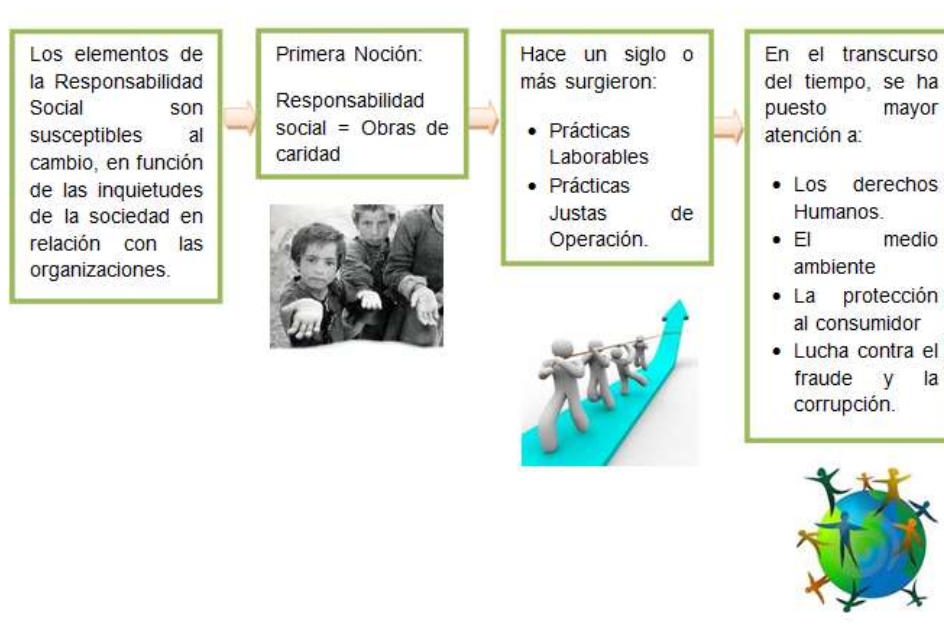 Los elementos de
la Responsabilidad
Social son
susceptibles al
cambio, en función
de las inquietudes
de la sociedad en
relación con las
organizaciones.
Primera Noción:
Responsabilidad
social = Obras de
caridad
Hace un siglo o
más surgieron:
• Prácticas
Laborables
• Prácticas
Justas de
Operación.
En el transcurso
del tiempo, se ha
puesto mayor
atención a:
• Los derechos
Humanos.
• El medio
ambiente
• La protección
al consumidor
• Lucha contra el
fraude y la
corrupción.